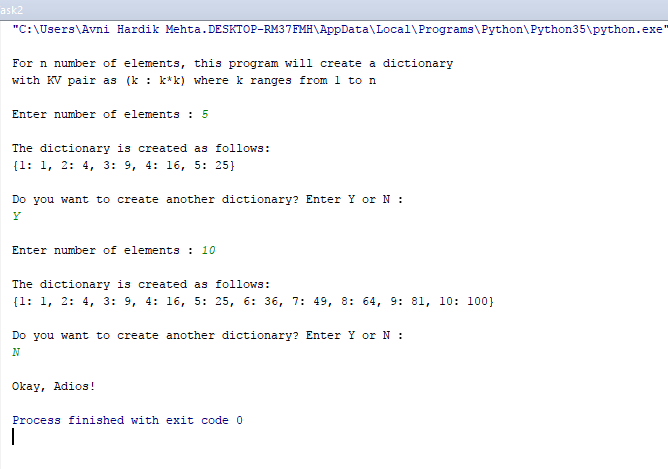 ask2
"C:\Users\Avni Hardik Mehta.DESKTOP-RM37FMH\AppData\Local\Programs\Python\Python35\python.exe"
For n number of elements, this program will create a dictionary
with KV pair as (k : k*k) where k ranges from 1 to n
Enter number of elements : 5
The dictionary is created as follows:
{1: 1, 2: 4, 3: 9, 4: 16, 5: 25}
Do you want to create another dictionary? Enter Y or N :
Y
Enter number of elements : 10
The dictionary is created as follows:
{1: 1, 2: 4, 3: 9, 4: 16, 5: 25, 6: 36, 7: 49, 8: 64, 9: 81, 10: 100}
Do you want to create another dictionary? Enter Y or N :
N
Okay, Adios!
Process finished with exit code 0